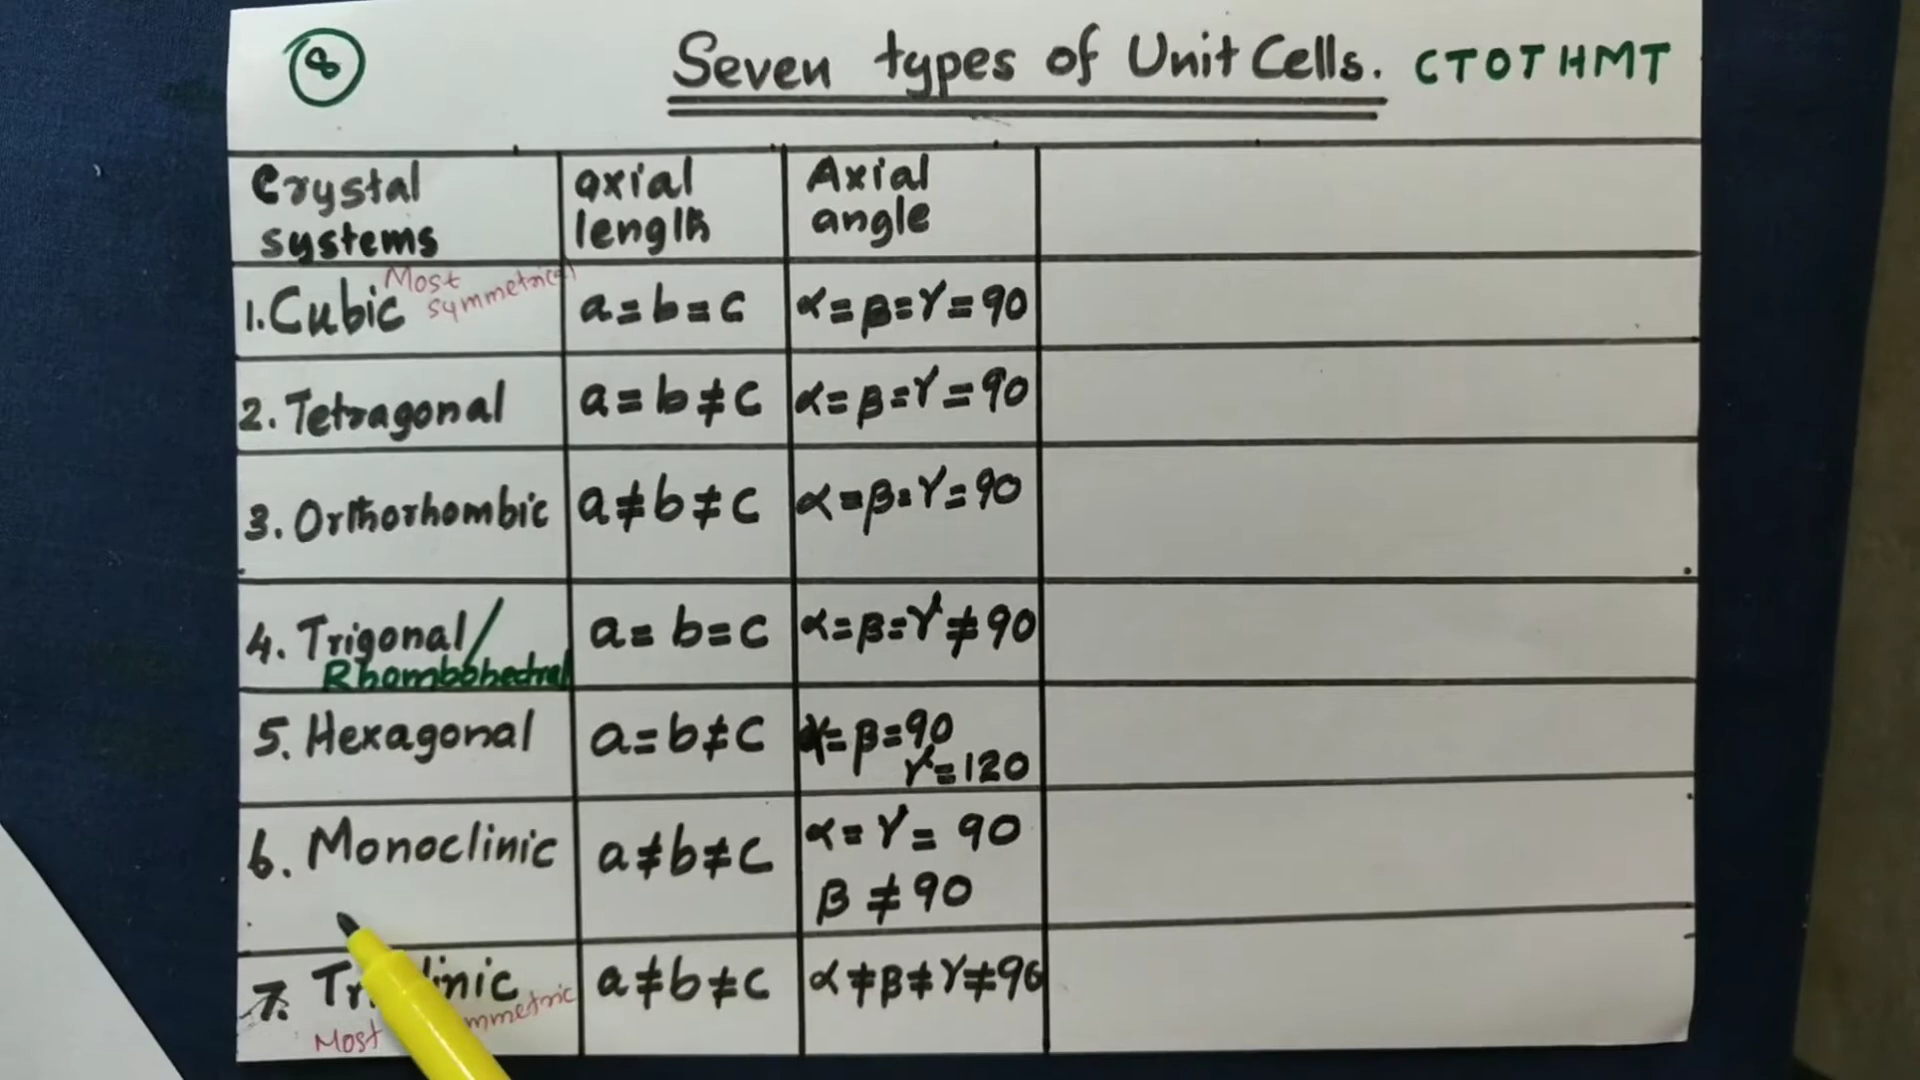 8
Seven types of Unit Cells. CTOTHMT
Crystal systems
axial length
Axial angle
1. Cubic Most symmetrical
a = b = c
α = β = γ = 90
2. Tetragonal
a = b ≠ c
α = β = γ = 90
3. Orthorhombic
a ≠ b ≠ c
α = β = γ = 90
4. Trigonal/
Rhombohedral
a = b = c
α = β = γ ≠ 90
5. Hexagonal
a = b ≠ c
α = β = 90
γ = 120
6. Monoclinic
a ≠ b ≠ c
α = γ = 90
β ≠ 90
7.
a ≠ b ≠ c
α ≠ β ≠ γ ≠ 90
Most